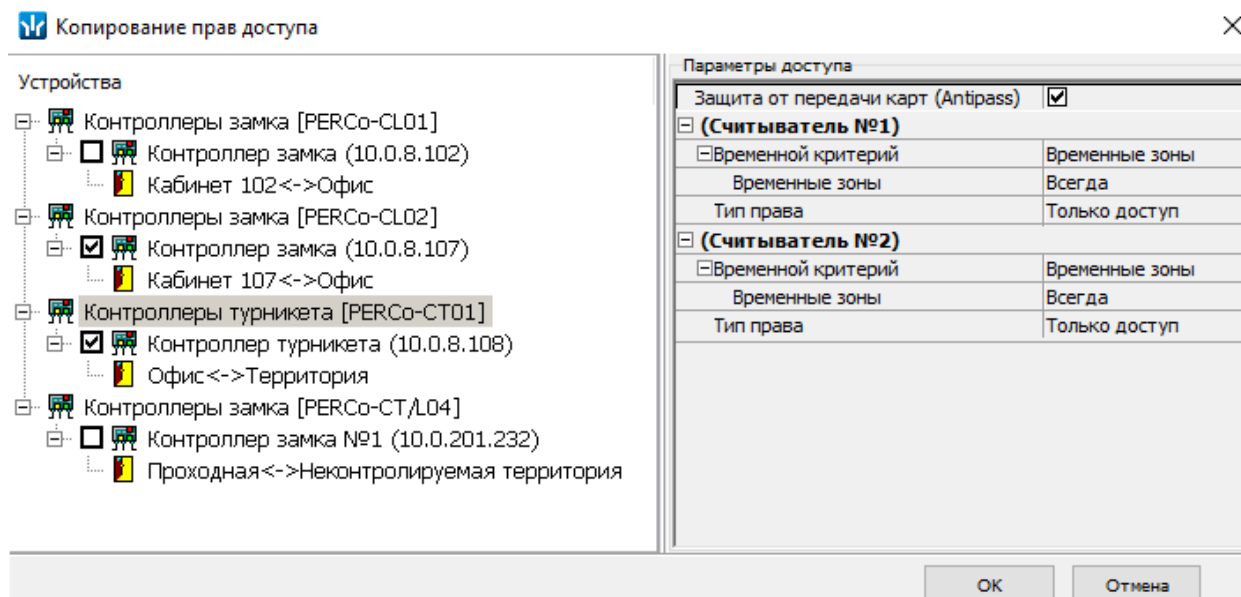 Копирование прав доступа
Устройства
Контроллеры замка [PERCo-CL01]
Контроллер замка (10.0.8.102)
Кабинет 102<->Офис
Контроллеры замка [PERCo-CL02]
Контроллер замка (10.0.8.107)
Кабинет 107<->Офис
Контроллеры турникета [PERCo-CT01]
Контроллер турникета (10.0.8.108)
Офис<->Территория
Контроллеры замка [PERCo-CT/L04]
Контроллер замка №1 (10.0.201.232)
Проходная<->Неконтролируемая территория
Параметры доступа
Защита от передачи карт (Antipass)
(Считыватель №1)
Временной критерий Временные зоны
Временные зоны Всегда
Тип права Только доступ
(Считыватель №2)
Временной критерий Временные зоны
Временные зоны Всегда
Тип права Только доступ
ОК Отмена